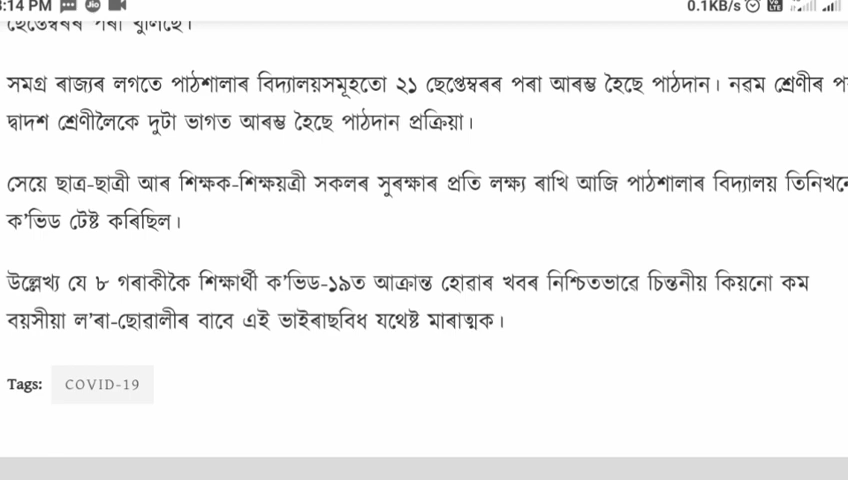 :14 PM
0.1KB/s
ছেপ্তেম্বৰৰ পৰা খুলিছে।
সমগ্ৰ ৰাজ্যৰ লগতে পাঠশালাৰ বিদ্যালয়সমূহতো ২১ ছেপ্তেম্বৰৰ পৰা আৰম্ভ হৈছে পাঠদান। নৱম শ্ৰেণীৰ
দ্বাদশ শ্ৰেণীলৈকে দুটা ভাগত আৰম্ভ হৈছে পাঠদান প্ৰক্ৰিয়া।
সেয়ে ছাত্ৰ-ছাত্ৰী আৰু শিক্ষক-শিক্ষয়ত্ৰী সকলৰ সুৰক্ষাৰ প্ৰতি লক্ষ্য ৰাখি আজি পাঠশালাৰ বিদ্যালয়
ক'ভিড টেষ্ট কৰিছিল।
উল্লেখ্য যে ৮ গৰাকীকৈ শিক্ষাৰ্থী ক'ভিড-১৯ত আক্ৰান্ত হোৱাৰ খবৰ নিশ্চিতভাৱে চিন্তনীয় কিয়নো কম
বয়সীয়া ল'ৰা-ছোৱালীৰ বাবে এই ভাইৰাছবিধ যথেষ্ট মাৰাত্মক।
Tags: COVID-19